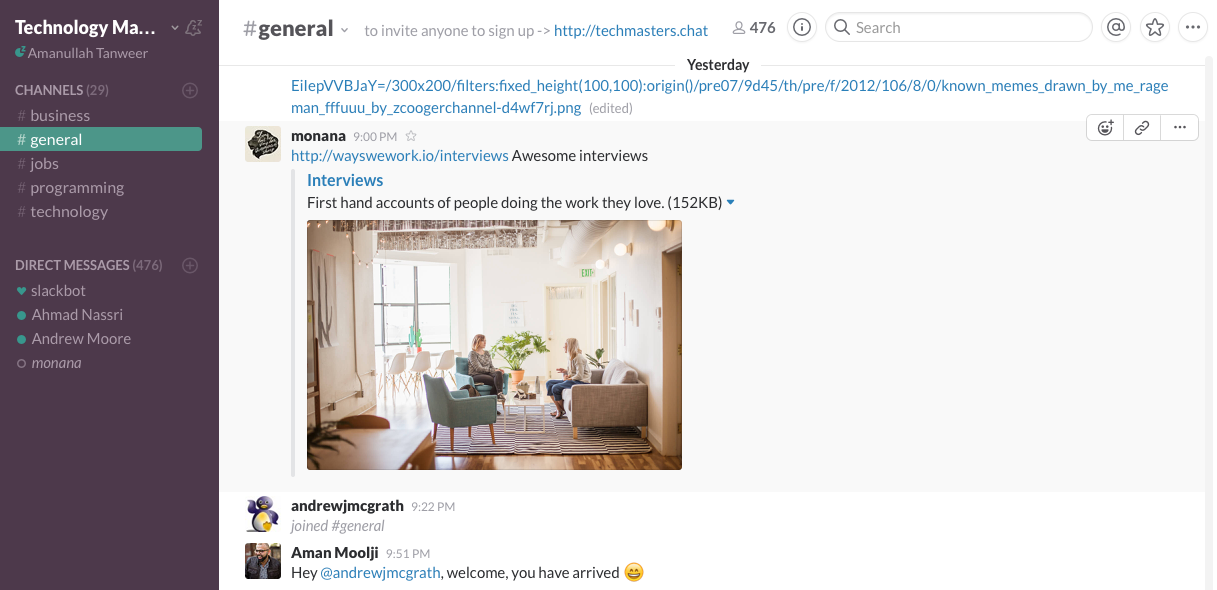 Technology Ma...
Amanullah Tanweer
CHANNELS (29)
# business
# general
# jobs
# programming
# technology
DIRECT MESSAGES (476)
slackbot
Ahmad Nassri
Andrew Moore
monana
#general
to invite anyone to sign up -> http://techmasters.chat
476
Search
Yesterday
EiIepVVBJaY=/300x200/filters:fixed_height(100,100):origin()/pre07/9d45/th/pre/f/2012/106/8/0/known_memes_drawn_by_me_rage
man_fffuuu_by_zcoogerchannel-d4wf7rj.png (edited)
monana 9:00 PM
http://wayswework.io/interviews Awesome interviews
Interviews
First hand accounts of people doing the work they love. (152KB)
EXIT
andrewjmcgrath 9:22 PM
joined #general
Aman Moolji 9:51 PM
Hey @andrewjmcgrath, welcome, you have arrived 😄